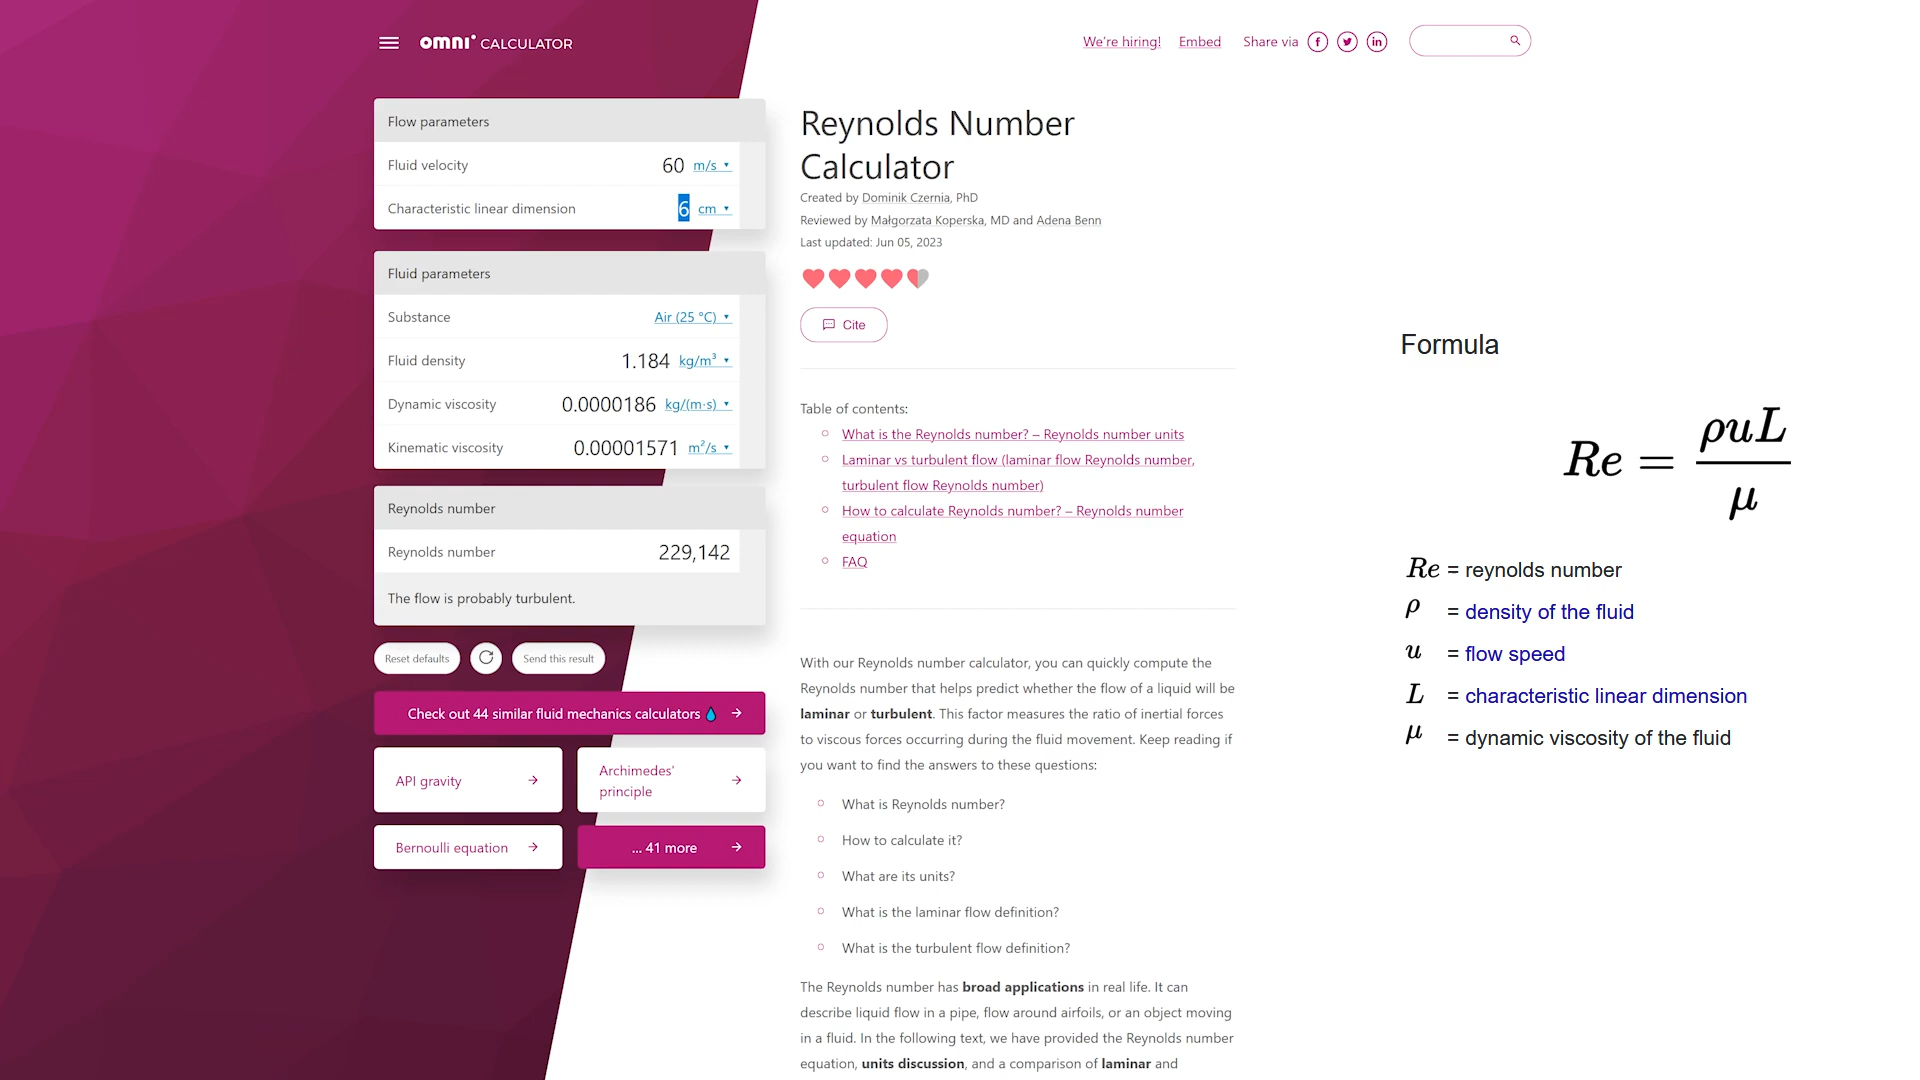 omni CALCULATOR
We're hiring! Embed Share via
Flow parameters
Fluid velocity 60 m/s
Characteristic linear dimension 6 cm
Fluid parameters
Substance Air (25 °C)
Fluid density 1.184 kg/m³
Dynamic viscosity 0.0000186 kg/(m·s)
Kinematic viscosity 0.00001571 m²/s
Reynolds number
Reynolds number 229,142
The flow is probably turbulent.
Reset defaults Send this result
Check out 44 similar fluid mechanics calculators
API gravity
Archimedes'
principle
Bernoulli equation
... 41 more
Reynolds Number
Calculator
Created by Dominik Czernia, PhD
Reviewed by Małgorzata Koperska, MD and Adena Benn
Last updated: Jun 05, 2023
Cite
Table of contents:
What is the Reynolds number? – Reynolds number units
Laminar vs turbulent flow (laminar flow Reynolds number,
turbulent flow Reynolds number)
How to calculate Reynolds number? – Reynolds number
equation
FAQ
With our Reynolds number calculator, you can quickly compute the
Reynolds number that helps predict whether the flow of a liquid will be
laminar or turbulent. This factor measures the ratio of inertial forces
to viscous forces occurring during the fluid movement. Keep reading if
you want to find the answers to these questions:
What is Reynolds number?
How to calculate it?
What are its units?
What is the laminar flow definition?
What is the turbulent flow definition?
The Reynolds number has broad applications in real life. It can
describe liquid flow in a pipe, flow around airfoils, or an object moving
in a fluid. In the following text, we have provided the Reynolds number
equation, units discussion, and a comparison of laminar and
Formula
Re = ρuL / μ
Re = reynolds number
ρ = density of the fluid
u = flow speed
L = characteristic linear dimension
μ = dynamic viscosity of the fluid